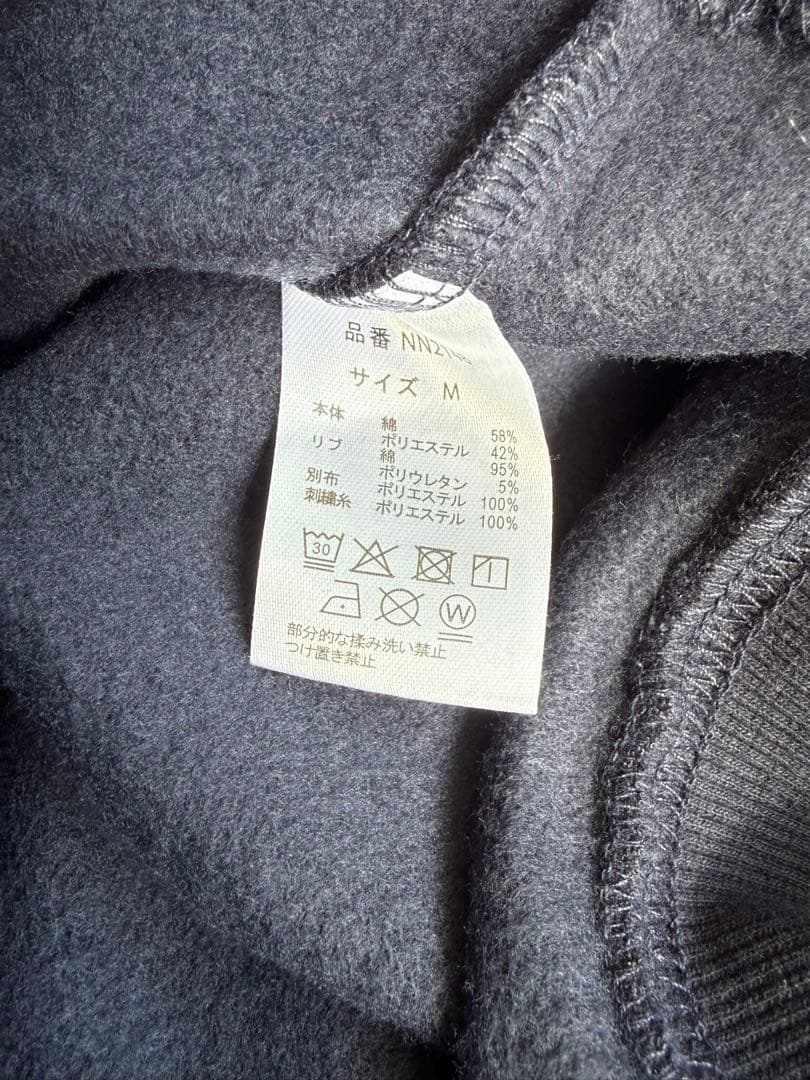 品番
サイズ M
本体 綿 58%
ポリエステル 42%
リブ 綿 95%
ポリウレタン 5%
別布 ポリエステル 100%
刺繍糸 ポリエステル 100%
30
W
部分的な揉み洗い禁止
つけ置き禁止